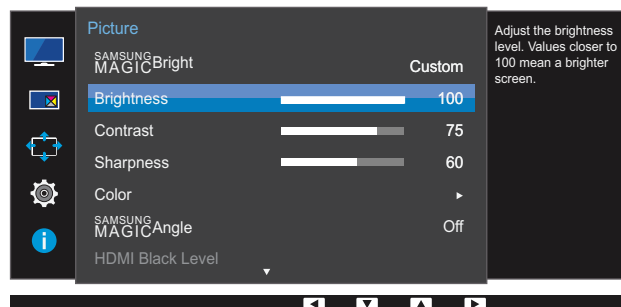 Picture
SAMSUNG MAGICBright Custom
Brightness 100
Contrast 75
Sharpness 60
Color
SAMSUNG MAGICAngle Off
HDMI Black Level
Adjust the brightness
level. Values closer to
100 mean a brighter
screen.